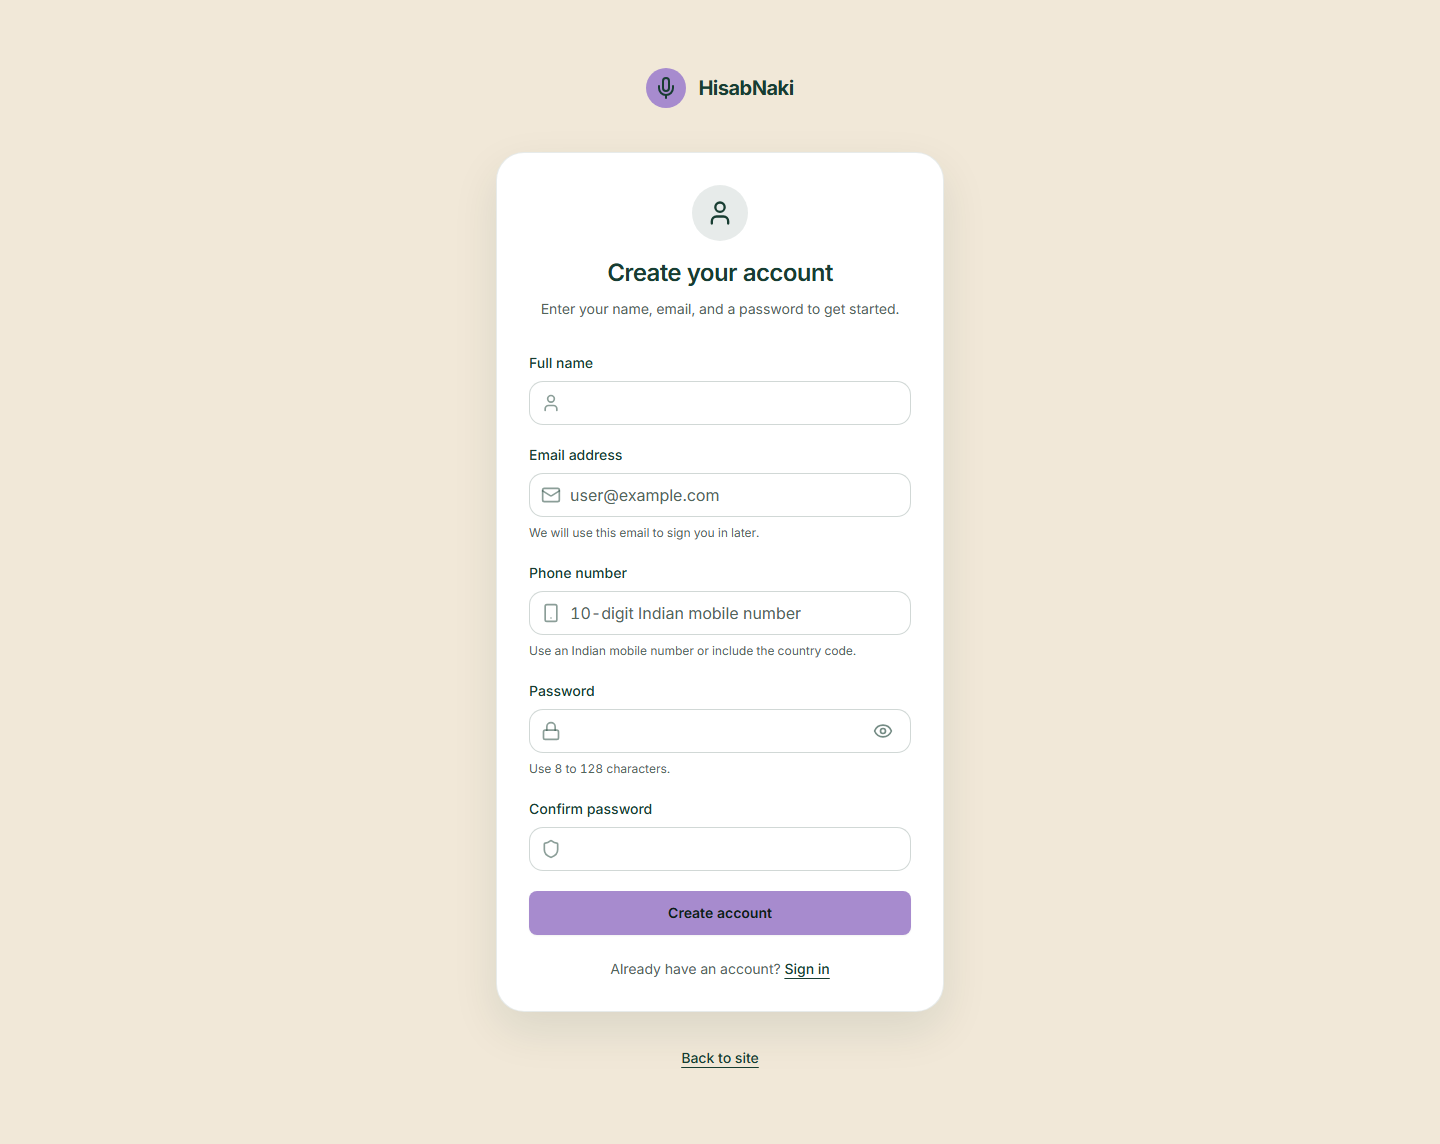 HisabNaki
Create your account
Enter your name, email, and a password to get started.
Full name
Email address
user@example.com
We will use this email to sign you in later.
Phone number
10-digit Indian mobile number
Use an Indian mobile number or include the country code.
Password
Use 8 to 128 characters.
Confirm password
Create account
Already have an account? Sign in
Back to site